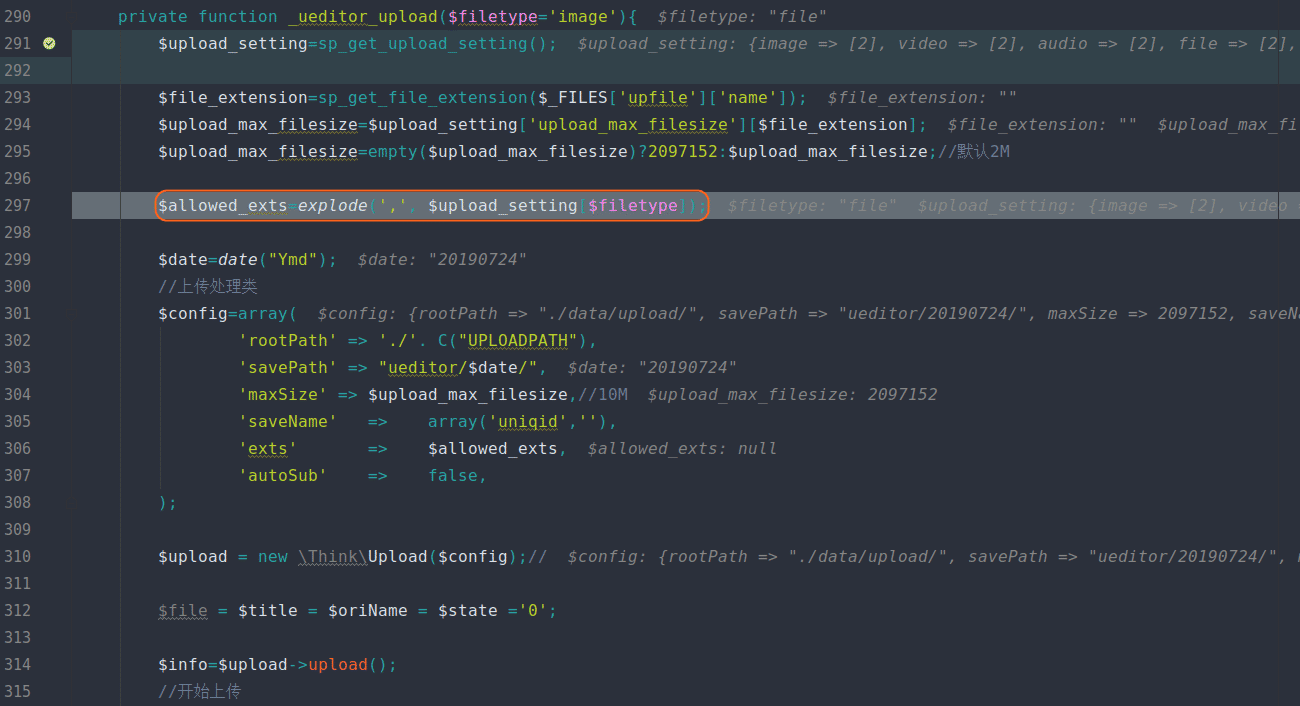 290 private function _ueditor_upload($filetype='image'){ $filetype: "file"
291 $upload_setting=sp_get_upload_setting(); $upload_setting: {image => [2], video => [2], audio => [2], file => [2],
292
293 $file_extension=sp_get_file_extension($_FILES['upfile']['name']); $file_extension: ""
294 $upload_max_filesize=$upload_setting['upload_max_filesize'][$file_extension]; $file_extension: "" $upload_max_fi
295 $upload_max_filesize=empty($upload_max_filesize)?2097152:$upload_max_filesize;//默认2M
296
297 $allowed_exts=explode(',', $upload_setting[$filetype]); $filetype: "file" $upload_setting: {image => [2], video
298
299 $date=date("Ymd"); $date: "20190724"
300 //上传处理类
301 $config=array( $config: {rootPath => "./data/upload/", savePath => "ueditor/20190724/", maxSize => 2097152, saveNa
302 'rootPath' => './'. C("UPLOADPATH"),
303 'savePath' => "ueditor/$date/", $date: "20190724"
304 'maxSize' => $upload_max_filesize,//10M $upload_max_filesize: 2097152
305 'saveName' => array('uniqid',''),
306 'exts' => $allowed_exts, $allowed_exts: null
307 'autoSub' => false,
308 );
309
310 $upload = new \Think\Upload($config);// $config: {rootPath => "./data/upload/", savePath => "ueditor/20190724/",
311
312 $file = $title = $oriName = $state ='0';
313
314 $info=$upload->upload();
315 //开始上传